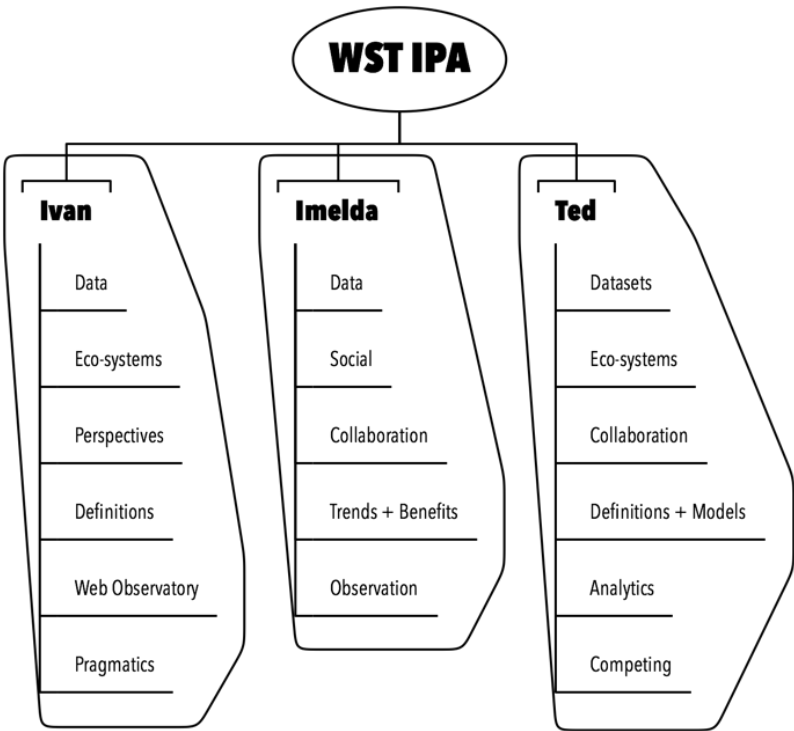 WST IPA
Ivan
Data
Eco-systems
Perspectives
Definitions
Web Observatory
Pragmatics
Imelda
Data
Social
Collaboration
Trends + Benefits
Observation
Ted
Datasets
Eco-systems
Collaboration
Definitions + Models
Analytics
Competing